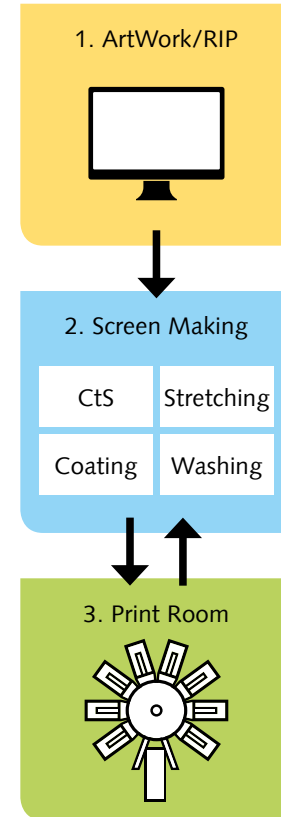 1. ArtWork/RIP
2. Screen Making
CtS
Stretching
Coating
Washing
3. Print Room